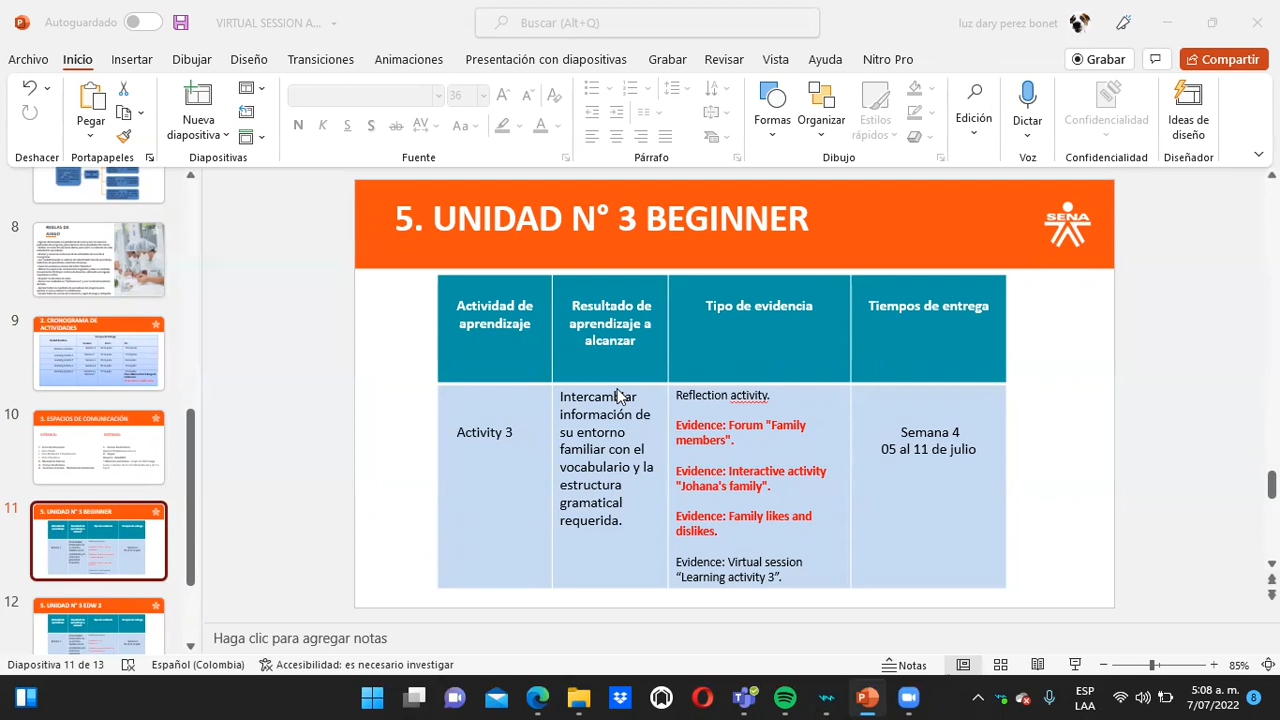 Autoguardado
VIRTUAL SESSION A...
Buscar (Alt+Q)
luz dary perez bonet
Archivo Inicio Insertar Dibujar Diseño Transiciones Animaciones Presentación con diapositivas Grabar Revisar Vista Ayuda Nitro Pro
Grabar
Compartir
36
Pegar
Nueva
diapositiva
N K S S ab AV Aa A
Formas
Organizar
Estilos
rápidos
Edición
Dictar
Confidencialidad
Ideas de
diseño
Deshacer Portapapeles Diapositivas Fuente Párrafo Dibujo Voz Confidencialidad Diseñador
8
REGLAS DE
JUEGO
9
2. CRONOGRAMA DE
ACTIVIDADES
10
3. ESPACIOS DE COMUNICACIÓN
11
5. UNIDAD N° 3 BEGINNER
12
5. UNIDAD N° 3 EDW 2
5. UNIDAD N° 3 BEGINNER
SENA
Actividad de
aprendizaje
Resultado de
aprendizaje a
alcanzar
Tipo de evidencia
Tiempos de entrega
Activity 3
Intercambiar
información de
su entorno
familiar con el
vocabulario y la
estructura
gramatical
requerida.
Reflection activity.
Evidence: Forum "Family
members".
Evidence: Interactive activity
"Johana's family".
Evidence: Family likes and
dislikes.
Evidence: Virtual session
“Learning activity 3”.
Semana 4
05 al 11 de julio
Haga clic para agregar notas
Diapositiva 11 de 13
Español (Colombia)
Accesibilidad: es necesario investigar
Notas
85%
ESP
LAA
5:08 a. m.
7/07/2022
8